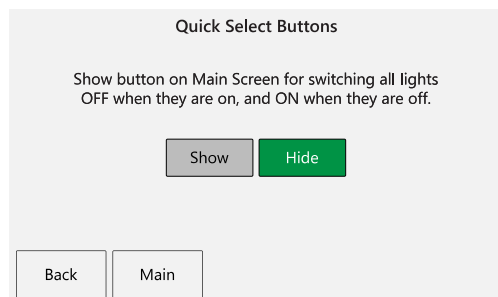 Quick Select Buttons
Show button on Main Screen for switching all lights
OFF when they are on, and ON when they are off.
Show Hide
Back Main